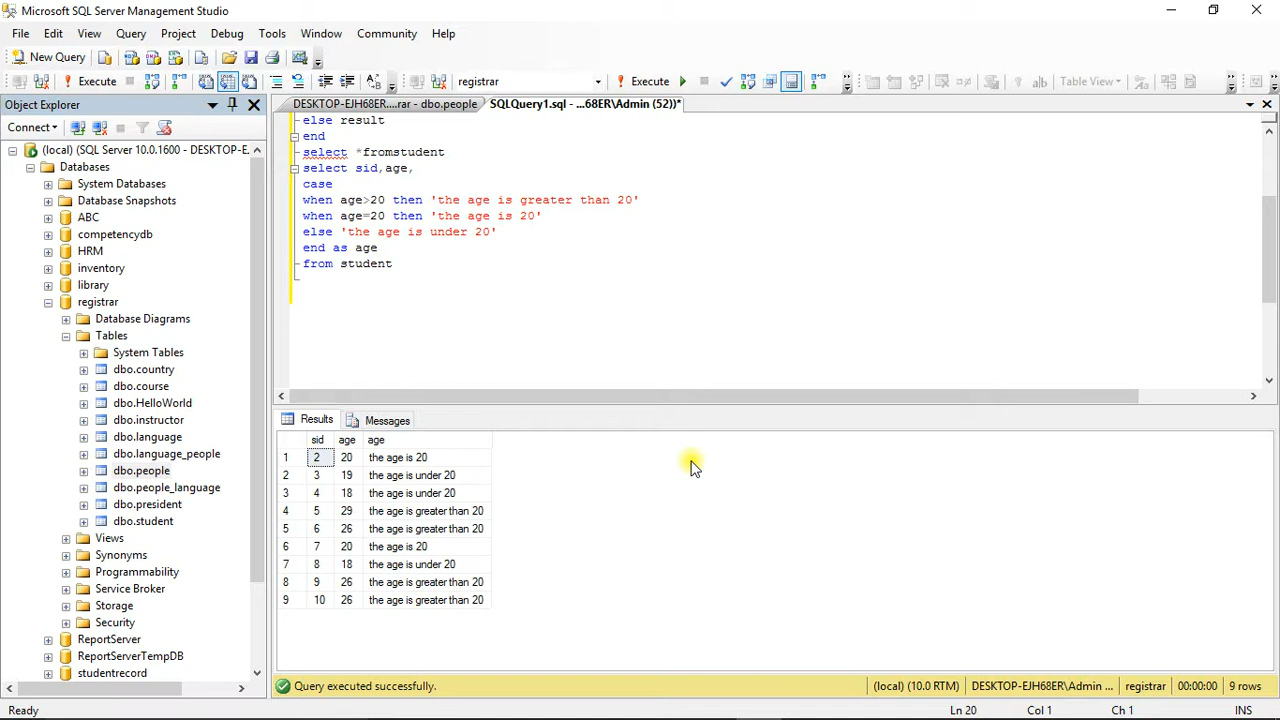 Microsoft SQL Server Management Studio
File Edit View Query Project Debug Tools Window Community Help
New Query
Execute registrar Execute Table View
Object Explorer
DESKTOP-EJH68ER....rar - dbo.people SQLQuery1.sql - ...68ER\Admin (52))*
Connect
(local) (SQL Server 10.0.1600 - DESKTOP-E
Databases
System Databases
Database Snapshots
ABC
competencydb
HRM
inventory
library
registrar
Database Diagrams
Tables
System Tables
dbo.country
dbo.course
dbo.HelloWorld
dbo.instructor
dbo.language
dbo.language_people
dbo.people
dbo.people_language
dbo.president
dbo.student
Views
Synonyms
Programmability
Service Broker
Storage
Security
ReportServer
ReportServerTempDB
studentrecord
else result
end
select *fromstudent
select sid,age,
case
when age>20 then 'the age is greater than 20'
when age=20 then 'the age is 20'
else 'the age is under 20'
end as age
from student
Results Messages
sid age age
1 2 20 the age is 20
2 3 19 the age is under 20
3 4 18 the age is under 20
4 5 29 the age is greater than 20
5 6 26 the age is greater than 20
6 7 20 the age is 20
7 8 18 the age is under 20
8 9 26 the age is greater than 20
9 10 26 the age is greater than 20
Query executed successfully. (local) (10.0 RTM) DESKTOP-EJH68ER\Admin ... registrar 00:00:00 9 rows
Ready Ln 20 Col 1 Ch 1 INS